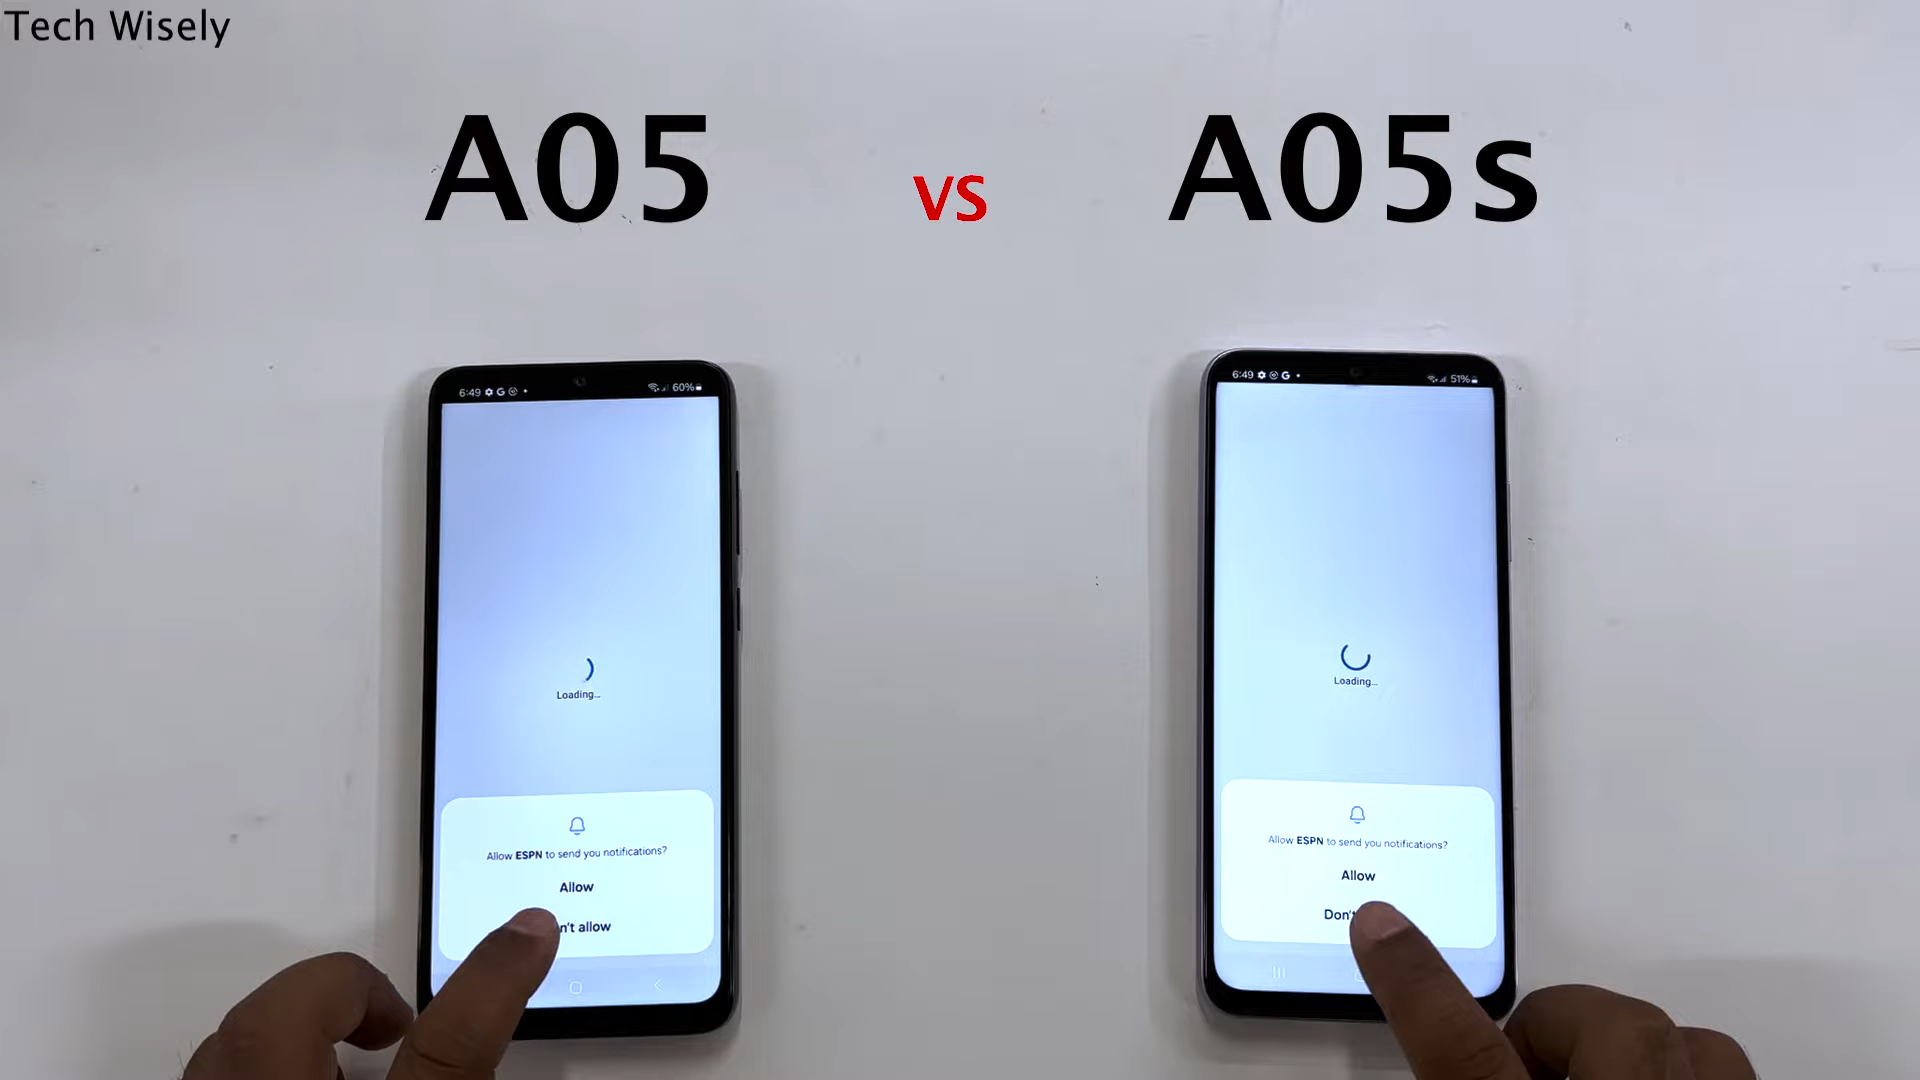 Tech Wisely
A05 vs A05s
6:49 G 60%
Loading...
Allow ESPN to send you notifications?
Allow
n't allow
6:49 G 51%
Loading...
Allow ESPN to send you notifications?
Allow
Don't